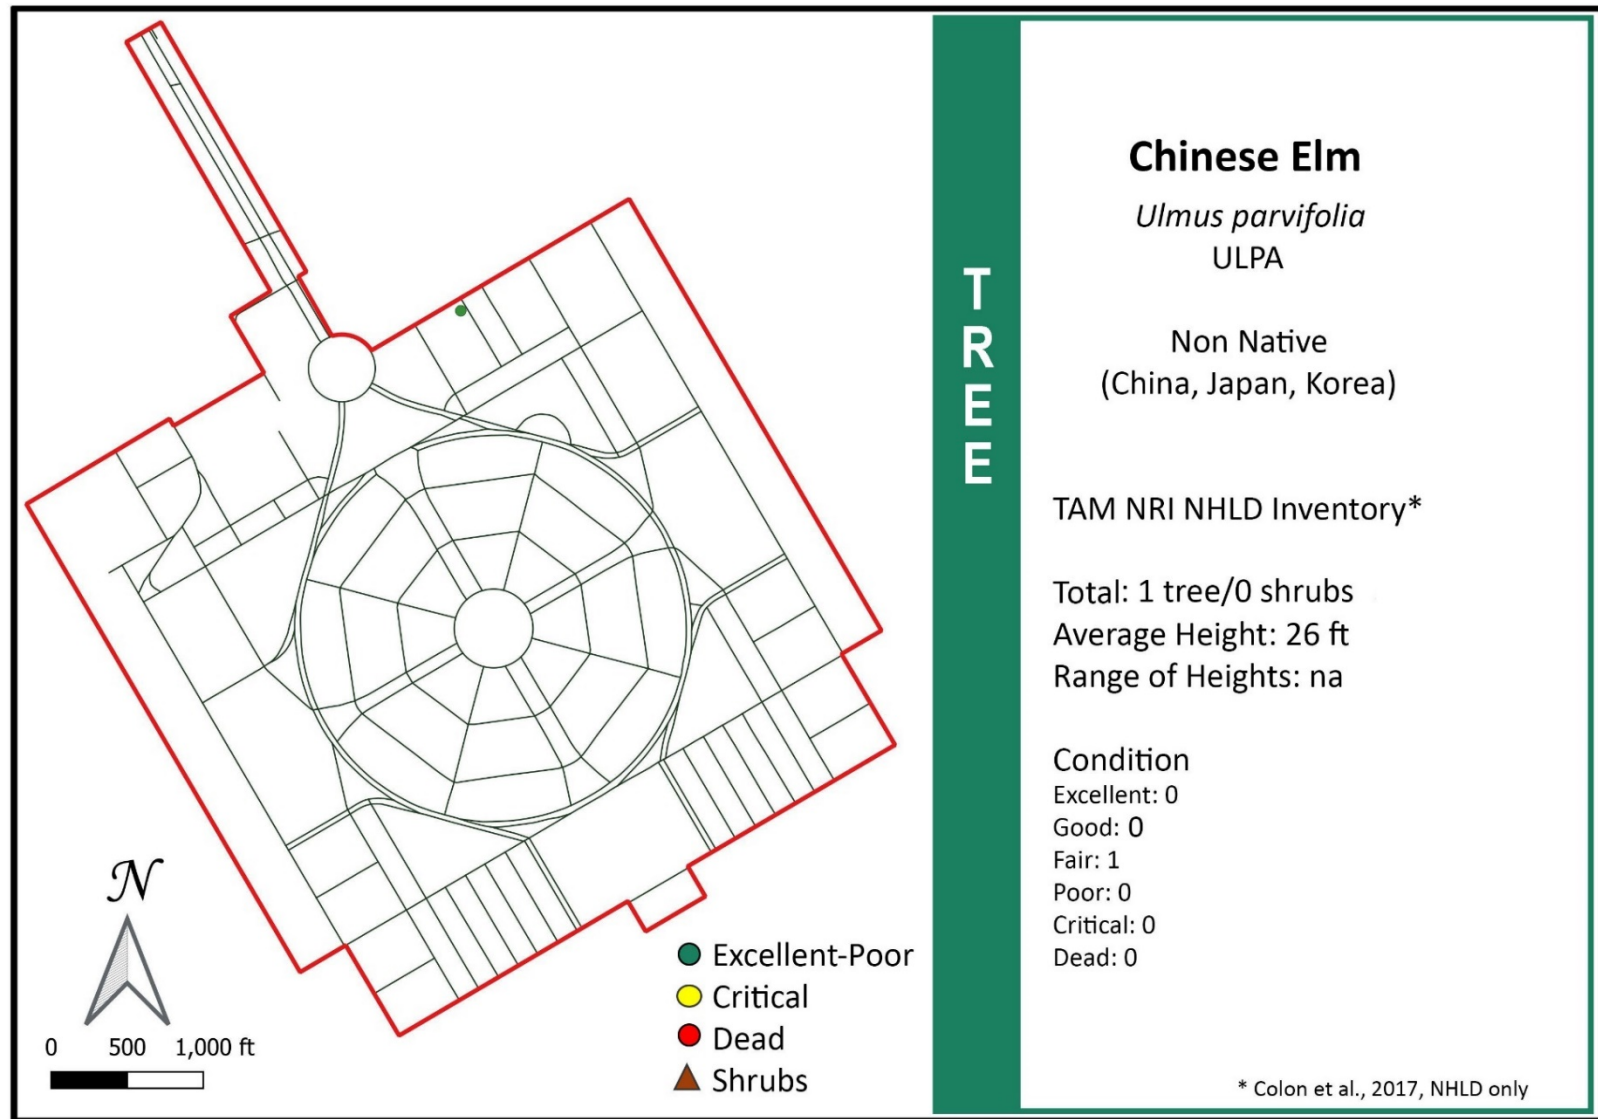 N
0 500 1,000 ft
Excellent-Poor
Critical
Dead
Shrubs
TREE
Chinese Elm
Ulmus parvifolia
ULPA
Non Native
(China, Japan, Korea)
TAM NRI NHLD Inventory*
Total: 1 tree/0 shrubs
Average Height: 26 ft
Range of Heights: na
Condition
Excellent: 0
Good: 0
Fair: 1
Poor: 0
Critical: 0
Dead: 0
* Colon et al., 2017, NHLD only